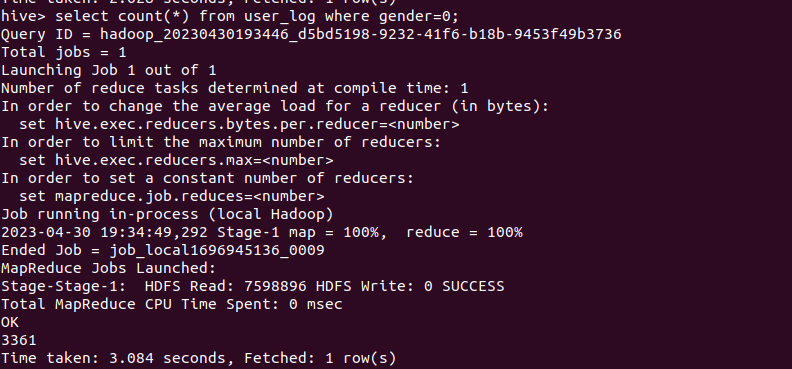 Time taken: 2.028 seconds, Fetched: 1 row(s)
hive> select count(*) from user_log where gender=0;
Query ID = hadoop_20230430193446_d5bd5198-9232-41f6-b18b-9453f49b3736
Total jobs = 1
Launching Job 1 out of 1
Number of reduce tasks determined at compile time: 1
In order to change the average load for a reducer (in bytes):
  set hive.exec.reducers.bytes.per.reducer=<number>
In order to limit the maximum number of reducers:
  set hive.exec.reducers.max=<number>
In order to set a constant number of reducers:
  set mapreduce.job.reduces=<number>
Job running in-process (local Hadoop)
2023-04-30 19:34:49,292 Stage-1 map = 100%,  reduce = 100%
Ended Job = job_local1696945136_0009
MapReduce Jobs Launched:
Stage-Stage-1:  HDFS Read: 7598896 HDFS Write: 0 SUCCESS
Total MapReduce CPU Time Spent: 0 msec
OK
3361
Time taken: 3.084 seconds, Fetched: 1 row(s)